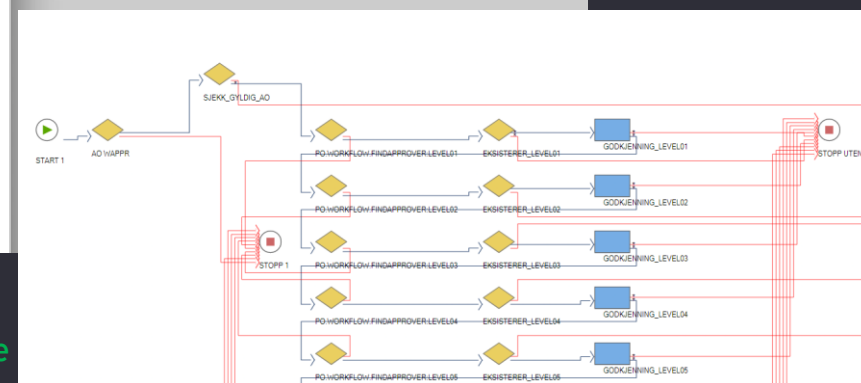 SJEKK_GYLDIG_AO
START 1
AO WAPPR
PO.WORKFLOW.FINDAPPROVER.LEVEL01
EKSISTERER_LEVEL01
GODKJENNING_LEVEL01
STOPP UTEN
PO.WORKFLOW.FINDAPPROVER.LEVEL02
EKSISTERER_LEVEL02
GODKJENNING_LEVEL02
STOPP 1
PO.WORKFLOW.FINDAPPROVER.LEVEL03
EKSISTERER_LEVEL03
GODKJENNING_LEVEL03
PO.WORKFLOW.FINDAPPROVER.LEVEL04
EKSISTERER_LEVEL04
GODKJENNING_LEVEL04
e
PO.WORKFLOW.FINDAPPROVER.LEVEL05
EKSISTERER_LEVEL05
GODKJENNING_LEVEL05